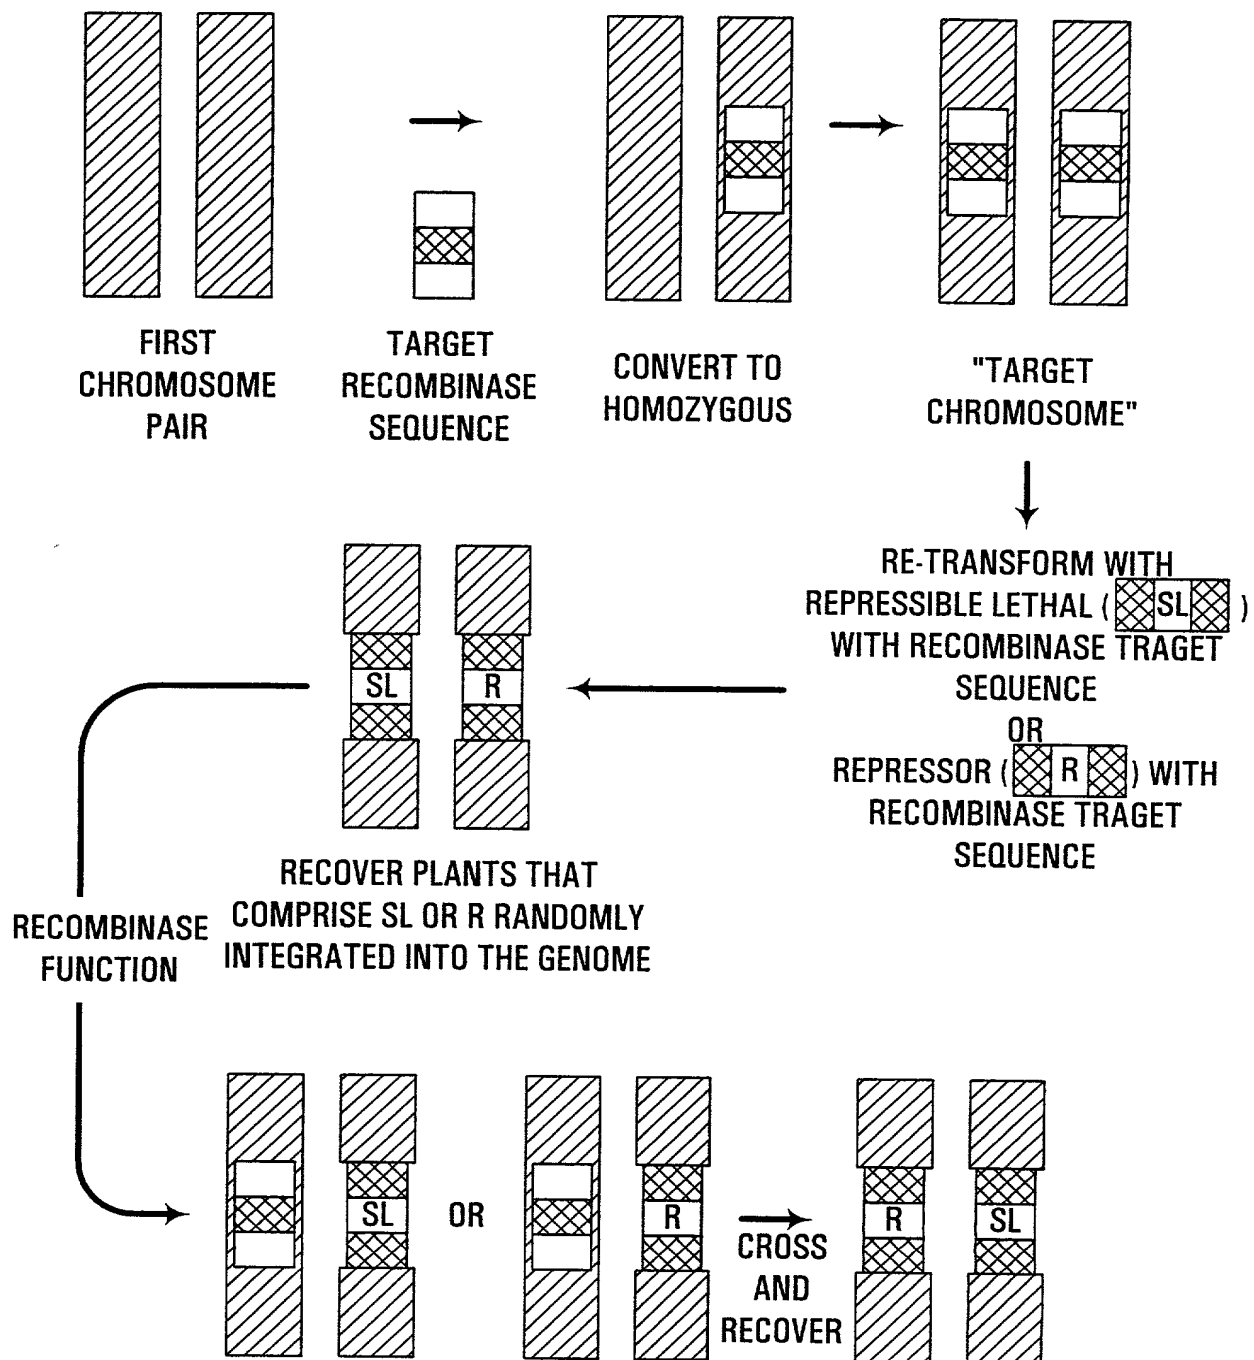 FIRST
CHROMOSOME
PAIR
TARGET
RECOMBINASE
SEQUENCE
CONVERT TO
HOMOZYGOUS
"TARGET
CHROMOSOME"
RE-TRANSFORM WITH
REPRESSIBLE LETHAL ( SL )
WITH RECOMBINASE TRAGET
SEQUENCE
OR
REPRESSOR ( R ) WITH
RECOMBINASE TRAGET
SEQUENCE
SL
R
RECOVER PLANTS THAT
COMPRISE SL OR R RANDOMLY
INTEGRATED INTO THE GENOME
RECOMBINASE
FUNCTION
SL
OR
R
CROSS
AND
RECOVER
R
SL